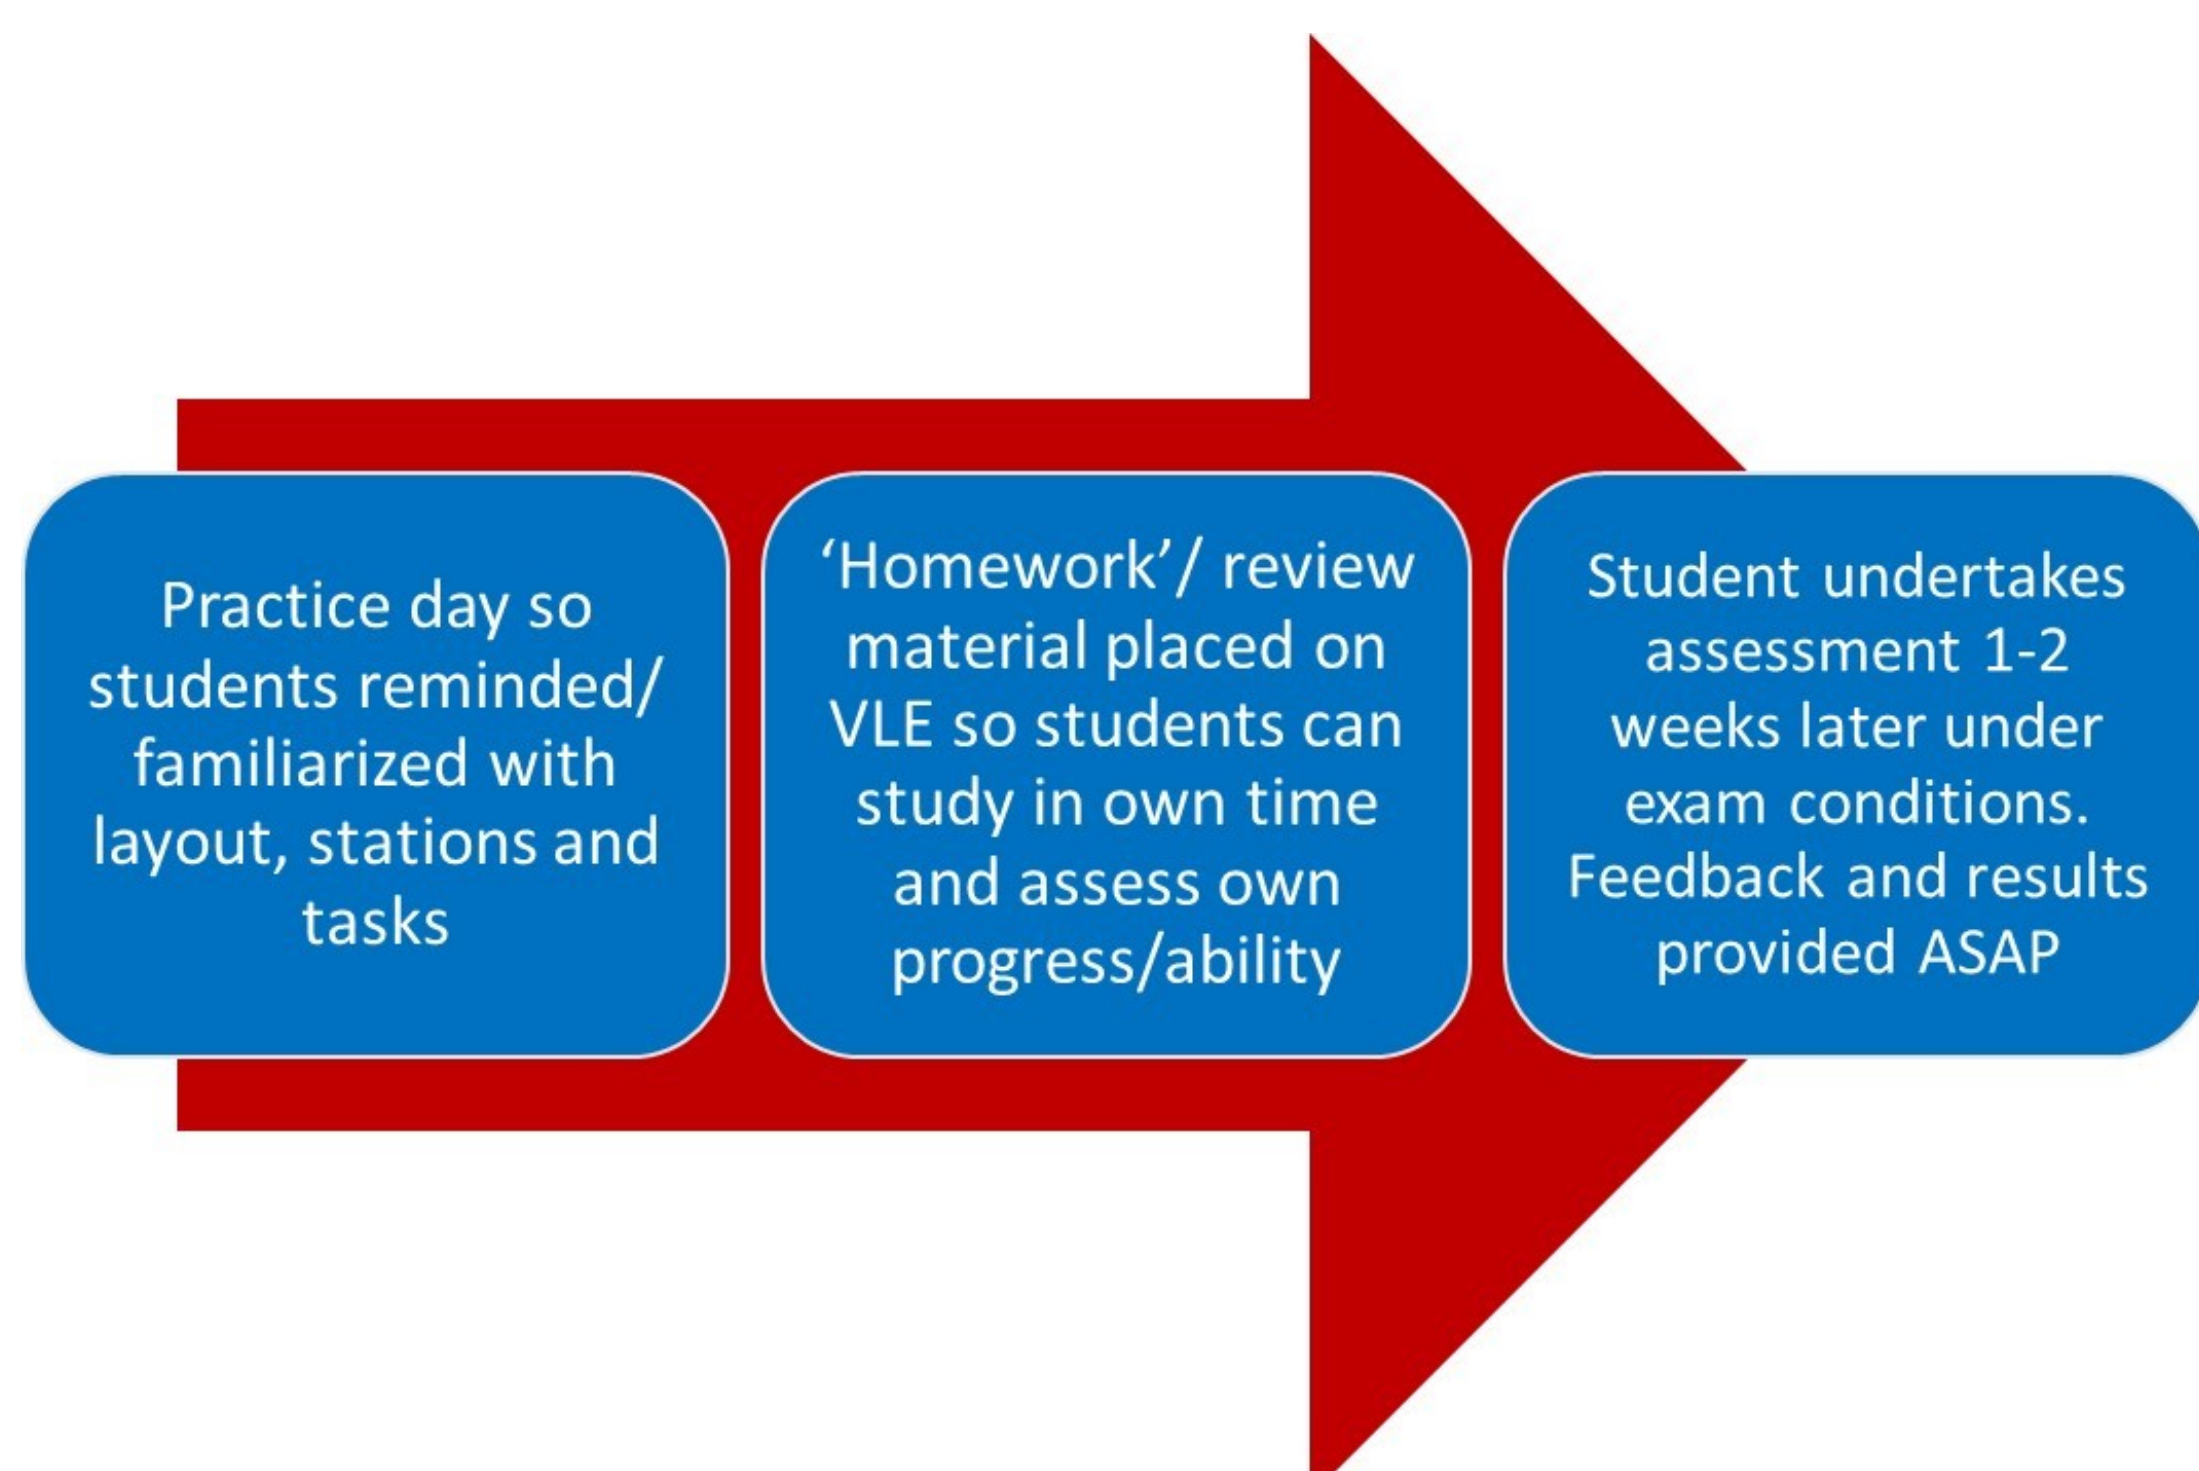 Practice day so
students reminded/
familiarized with
layout, stations and
tasks
‘Homework’/ review
material placed on
VLE so students can
study in own time
and assess own
progress/ability
Student undertakes
assessment 1-2
weeks later under
exam conditions.
Feedback and results
provided ASAP